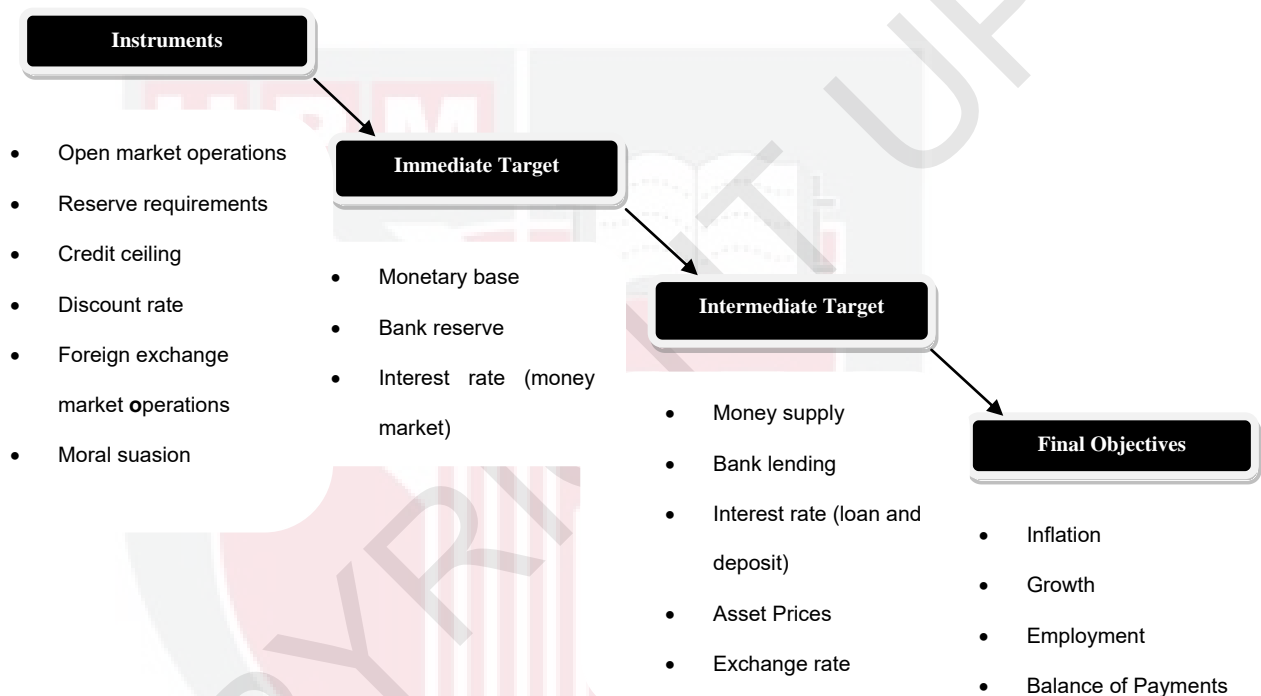 Instruments
• Open market operations
• Reserve requirements
• Credit ceiling
• Discount rate
• Foreign exchange
market operations
• Moral suasion
Immediate Target
• Monetary base
• Bank reserve
• Interest rate (money
market)
Intermediate Target
• Money supply
• Bank lending
• Interest rate (loan and
deposit)
• Asset Prices
• Exchange rate
Final Objectives
• Inflation
• Growth
• Employment
• Balance of Payments